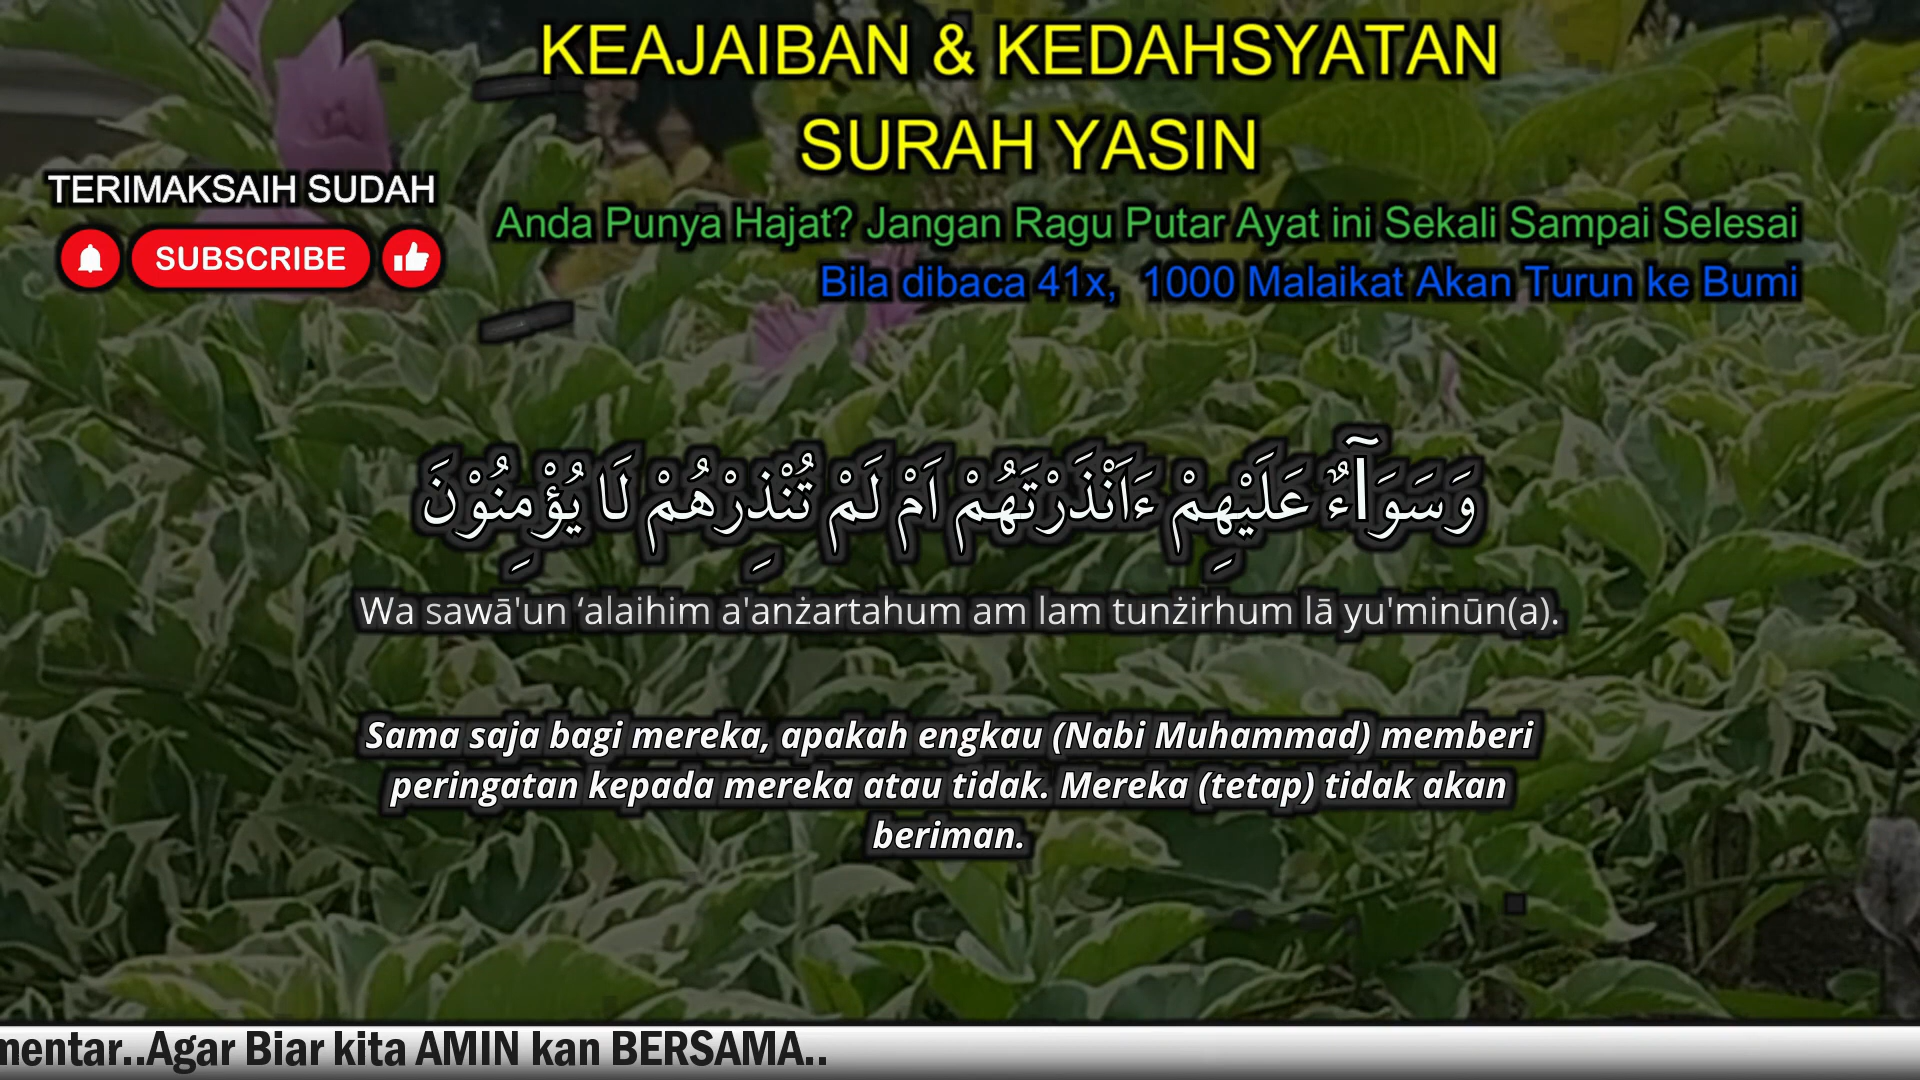 KEAJAIBAN & KEDAHSYATAN
SURAH YASIN
TERIMAKSAIH SUDAH
SUBSCRIBE
Anda Punya Hajat? Jangan Ragu Putar Ayat ini Sekali Sampai Selesai
Bila dibaca 41x, 1000 Malaikat Akan Turun ke Bumi
وَسَوَاۤءٌ عَلَيْهِمْ ءَاَنْذَرْتَهُمْ اَمْ لَمْ تُنْذِرْهُمْ لَا يُؤْمِنُوْنَ
Wa sawā'un ‘alaihim a'anżartahum am lam tunżirhum lā yu'minūn(a).
Sama saja bagi mereka, apakah engkau (Nabi Muhammad) memberi
peringatan kepada mereka atau tidak. Mereka (tetap) tidak akan
beriman.
mentar..Agar Biar kita AMIN kan BERSAMA..